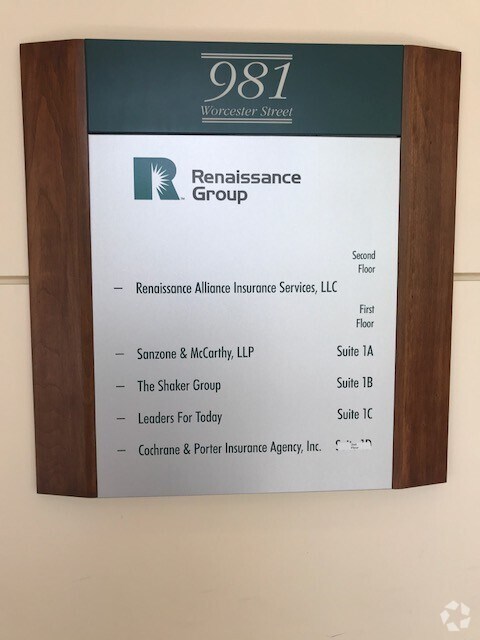 981
Worcester Street
Renaissance
Group
Second
Floor
– Renaissance Alliance Insurance Services, LLC
First
Floor
– Sanzone & McCarthy, LLP Suite 1A
– The Shaker Group Suite 1B
– Leaders For Today Suite 1C
– Cochrane & Porter Insurance Agency, Inc.